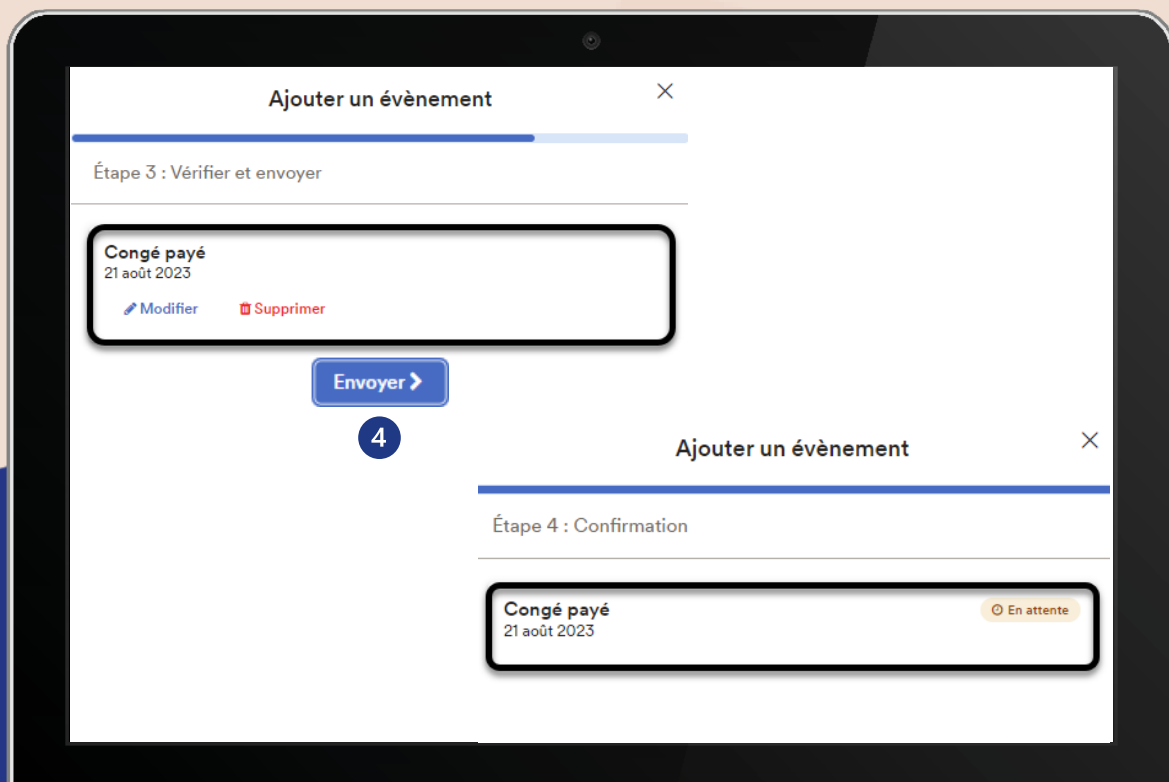 Ajouter un évènement
Étape 3 : Vérifier et envoyer
Congé payé
21 août 2023
Modifier Supprimer
Envoyer
4
Ajouter un évènement
Étape 4 : Confirmation
Congé payé En attente
21 août 2023